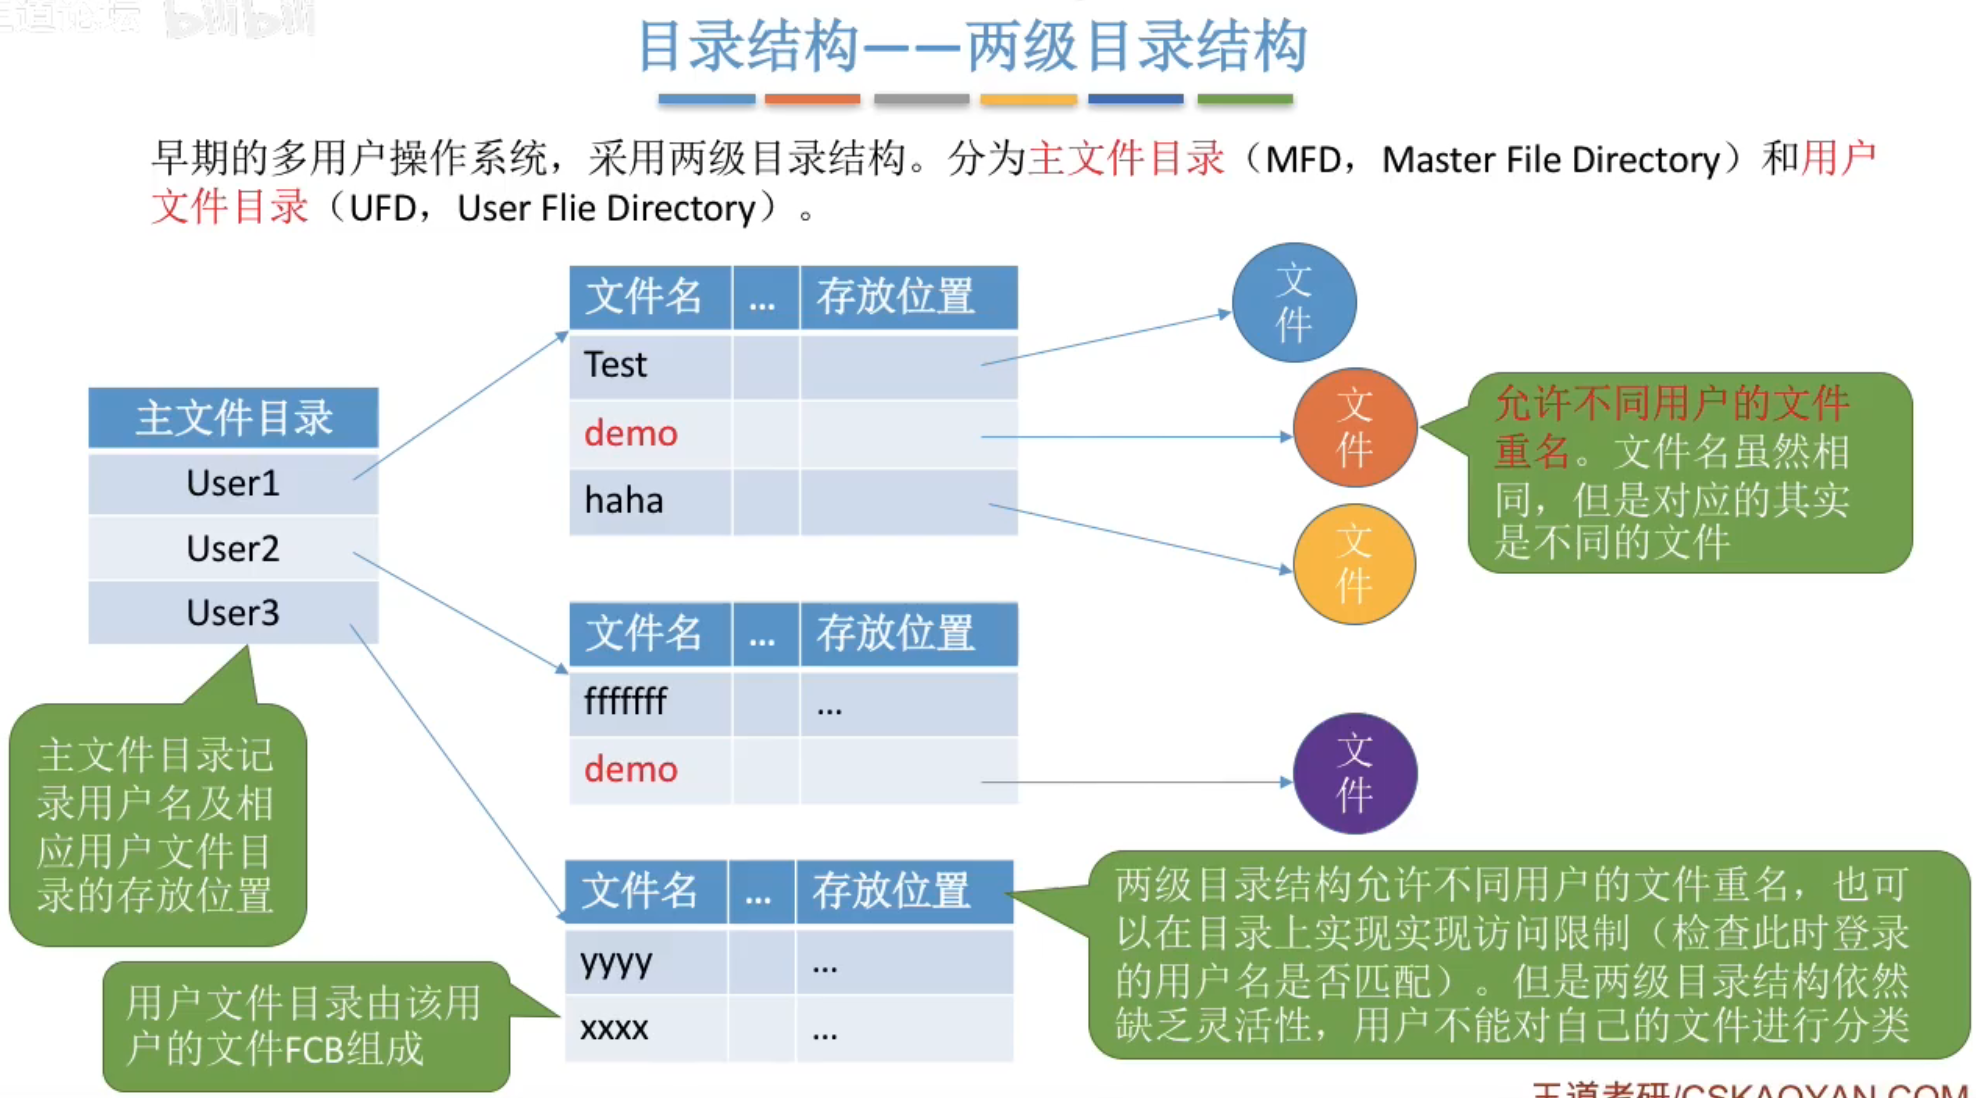 王道论坛 bilibili
目录结构——两级目录结构
早期的多用户操作系统，采用两级目录结构。分为主文件目录（MFD，Master File Directory）和用户
文件目录（UFD，User Flie Directory）。
主文件目录
User1
User2
User3
文件名 ... 存放位置
Test
demo
haha
文件名 ... 存放位置
fffffff ...
demo
文件名 ... 存放位置
yyyy ...
xxxx ...
文
件
文
件
文
件
文
件
允许不同用户的文件
重名。文件名虽然相
同，但是对应的其实
是不同的文件
主文件目录记
录用户名及相
应用户文件目
录的存放位置
用户文件目录由该用
户的文件FCB组成
两级目录结构允许不同用户的文件重名，也可
以在目录上实现实现访问限制（检查此时登录
的用户名是否匹配）。但是两级目录结构依然
缺乏灵活性，用户不能对自己的文件进行分类
王道考研/CSKAOYAN.COM